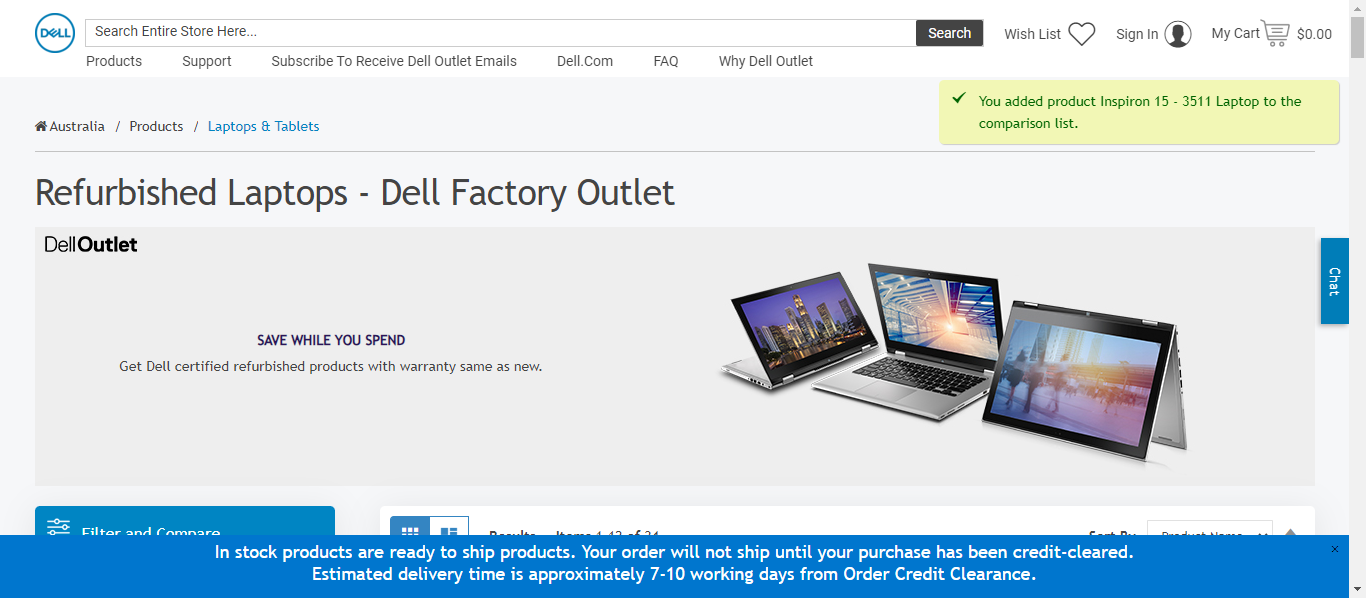 DELL
Search Entire Store Here...
Search
Wish List
Sign In
My Cart
$0.00
Products
Support
Subscribe To Receive Dell Outlet Emails
Dell.Com
FAQ
Why Dell Outlet
You added product Inspiron 15 - 3511 Laptop to the
comparison list.
Australia / Products / Laptops & Tablets
Refurbished Laptops - Dell Factory Outlet
DellOutlet
SAVE WHILE YOU SPEND
Get Dell certified refurbished products with warranty same as new.
Chat
Filter and Compare
Results
Items 1-12 of 34
Sort By
Product Name
In stock products are ready to ship products. Your order will not ship until your purchase has been credit-cleared.
Estimated delivery time is approximately 7-10 working days from Order Credit Clearance.